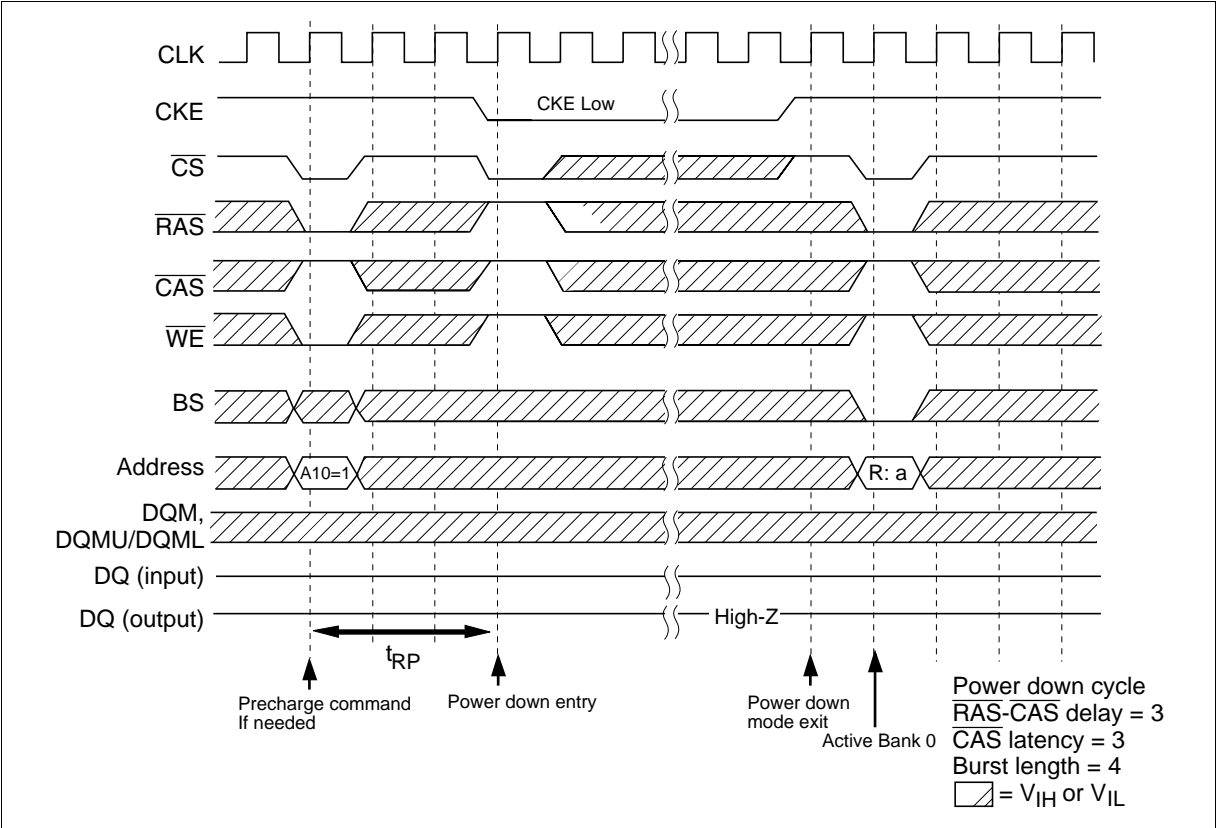 CLK
CKE
CKE Low
CS
RAS
CAS
WE
BS
Address
A10=1
R: a
DQM,
DQMU/DQML
DQ (input)
DQ (output)
High-Z
tRP
Precharge command
If needed
Power down entry
Power down
mode exit
Active Bank 0
Power down cycle
RAS-CAS delay = 3
CAS latency = 3
Burst length = 4
= VIH or VIL